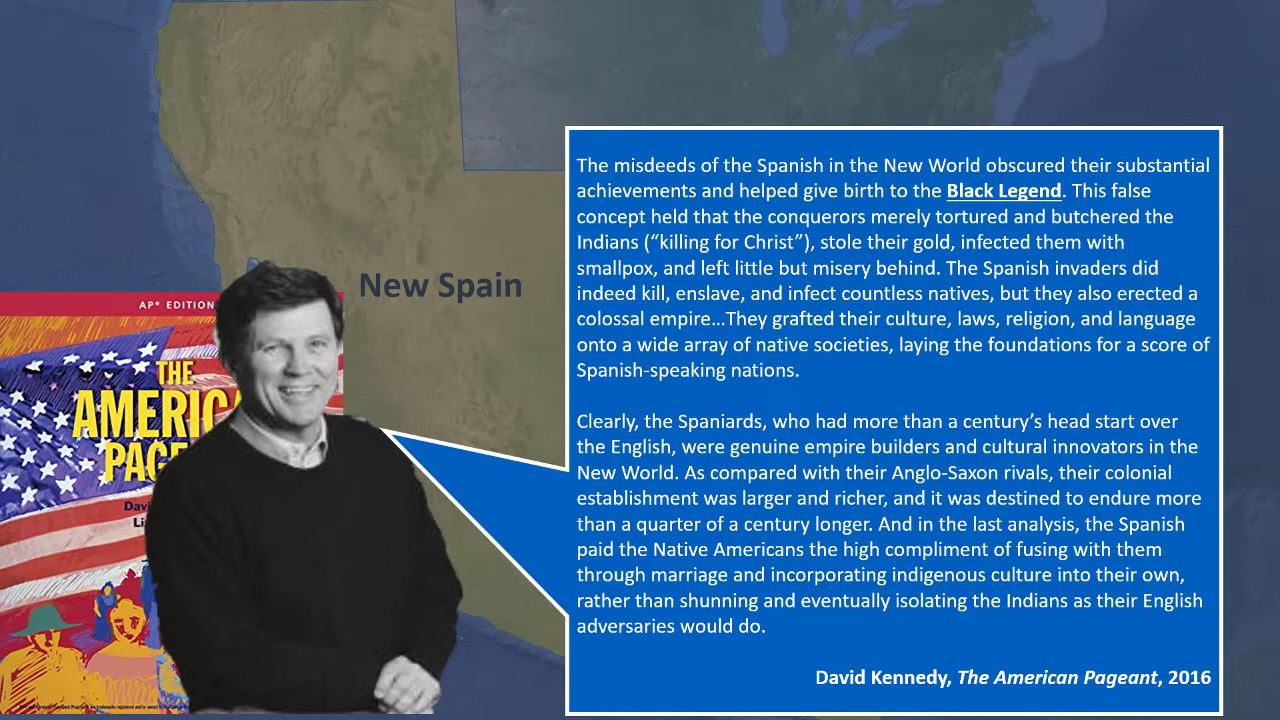 AP® EDITION
THE
AMERIC
PAG
Davi
Li
New Spain
The misdeeds of the Spanish in the New World obscured their substantial
achievements and helped give birth to the Black Legend. This false
concept held that the conquerors merely tortured and butchered the
Indians (“killing for Christ”), stole their gold, infected them with
smallpox, and left little but misery behind. The Spanish invaders did
indeed kill, enslave, and infect countless natives, but they also erected a
colossal empire…They grafted their culture, laws, religion, and language
onto a wide array of native societies, laying the foundations for a score of
Spanish-speaking nations.
Clearly, the Spaniards, who had more than a century’s head start over
the English, were genuine empire builders and cultural innovators in the
New World. As compared with their Anglo-Saxon rivals, their colonial
establishment was larger and richer, and it was destined to endure more
than a quarter of a century longer. And in the last analysis, the Spanish
paid the Native Americans the high compliment of fusing with them
through marriage and incorporating indigenous culture into their own,
rather than shunning and eventually isolating the Indians as their English
adversaries would do.
David Kennedy, The American Pageant, 2016